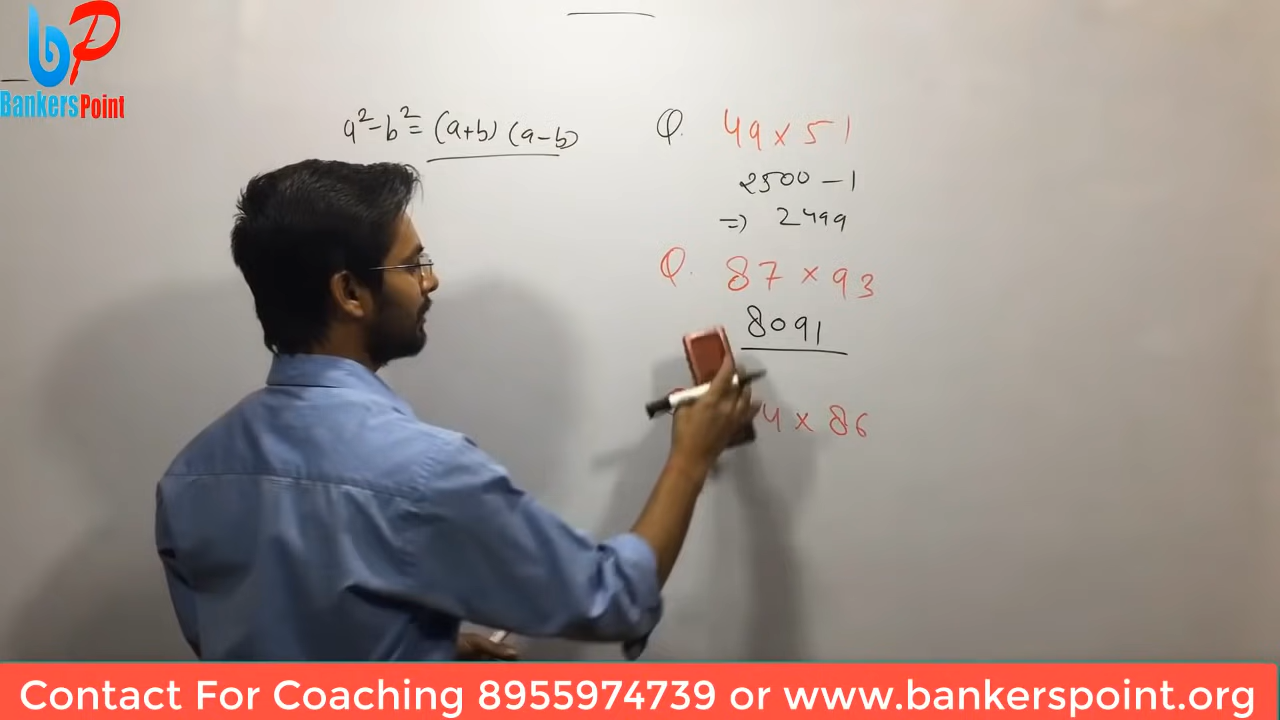 BankersPoint
a²-b² = (a+b) (a-b)
Q. 49 x 51
2500 - 1
=) 2499
Q. 87 x 93
8091
4 x 86
Contact For Coaching 8955974739 or www.bankerspoint.org